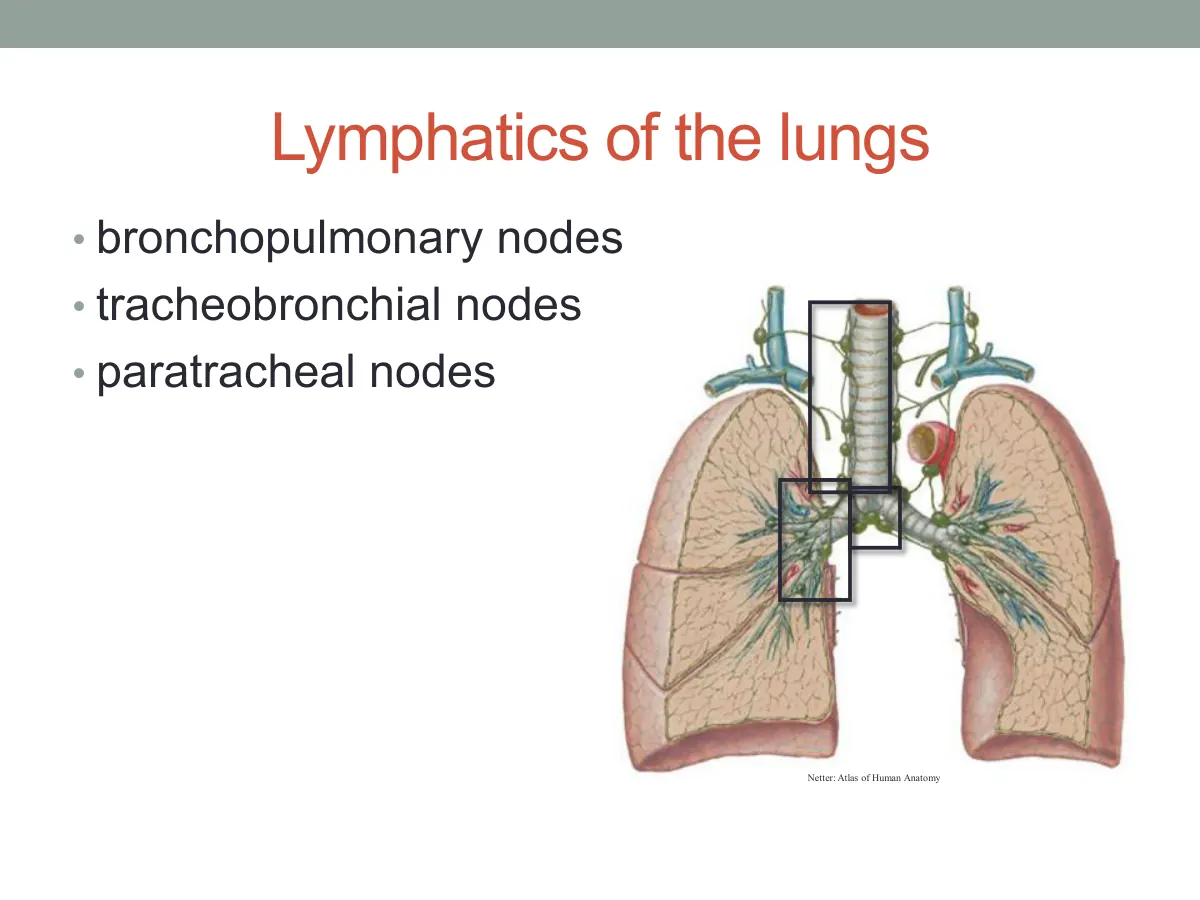 Lymphatics of the lungs
• bronchopulmonary nodes
• tracheobronchial nodes
• paratracheal nodes
Netter: Atlas of Human Anatomy